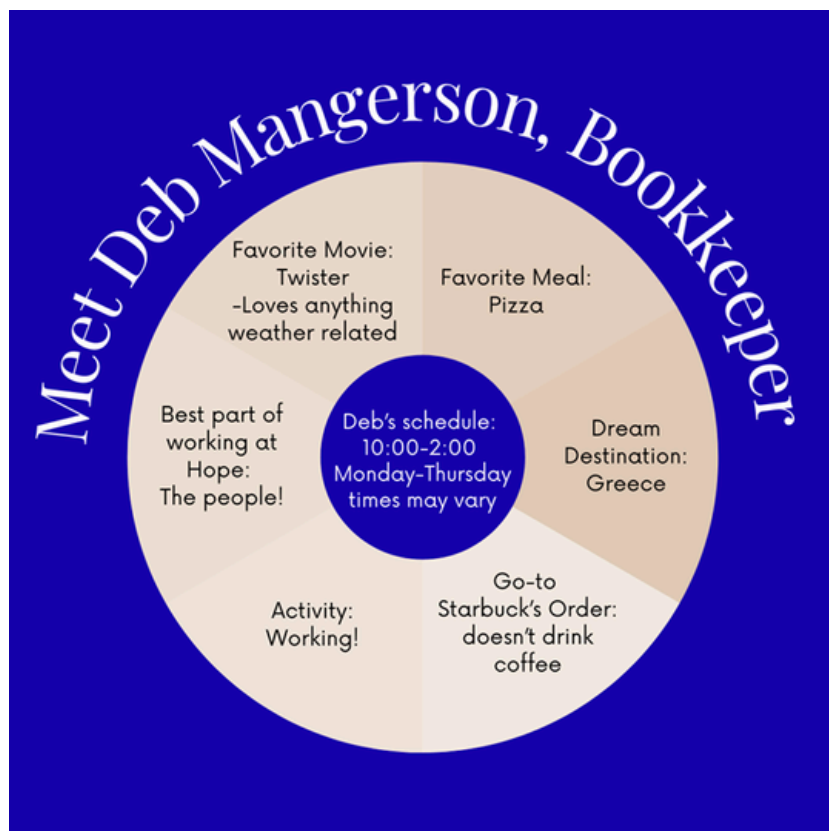 Meet Deb Mangerson, Bookkeeper
Favorite Movie:
Twister
-Loves anything
weather related
Favorite Meal:
Pizza
Best part of
working at
Hope:
The people!
Deb's schedule:
10:00-2:00
Monday-Thursday
times may vary
Dream
Destination:
Greece
Activity:
Working!
Go-to
Starbuck's Order:
doesn't drink
coffee